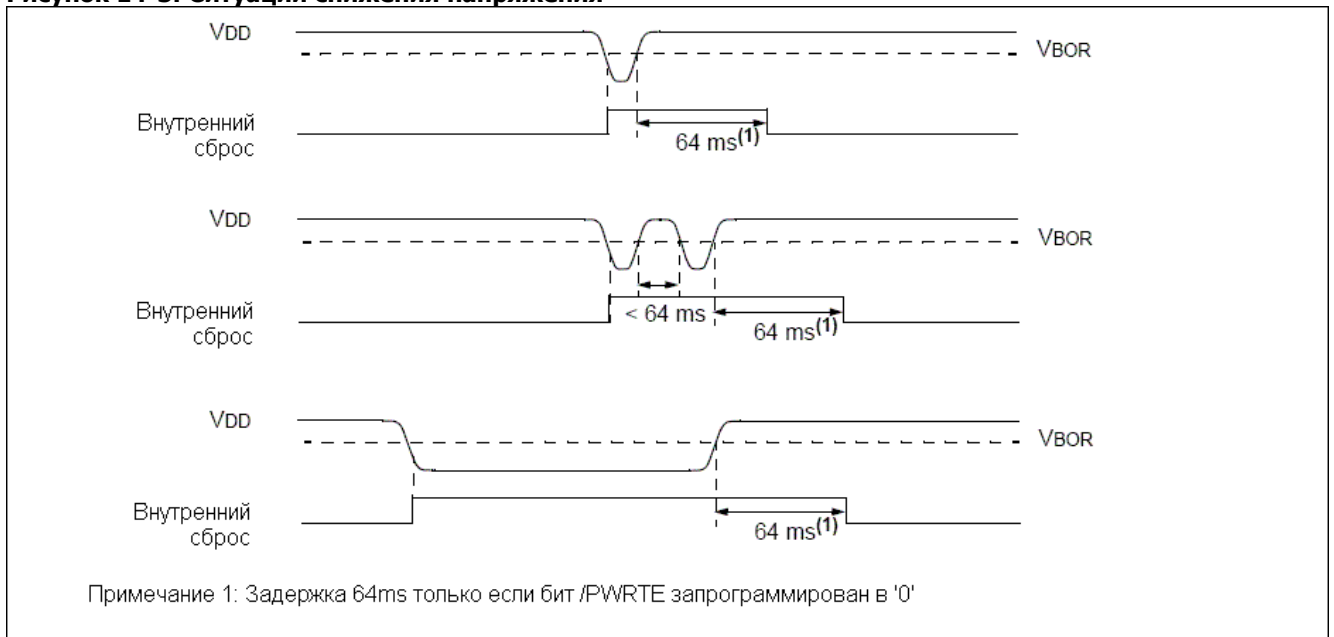 VDD
VBOR
Внутренний
сброс
64 ms(1)
VDD
VBOR
Внутренний
сброс
< 64 ms
64 ms(1)
VDD
VBOR
Внутренний
сброс
64 ms(1)
Примечание 1: Задержка 64ms только если бит /PWRTE запрограммирован в '0'